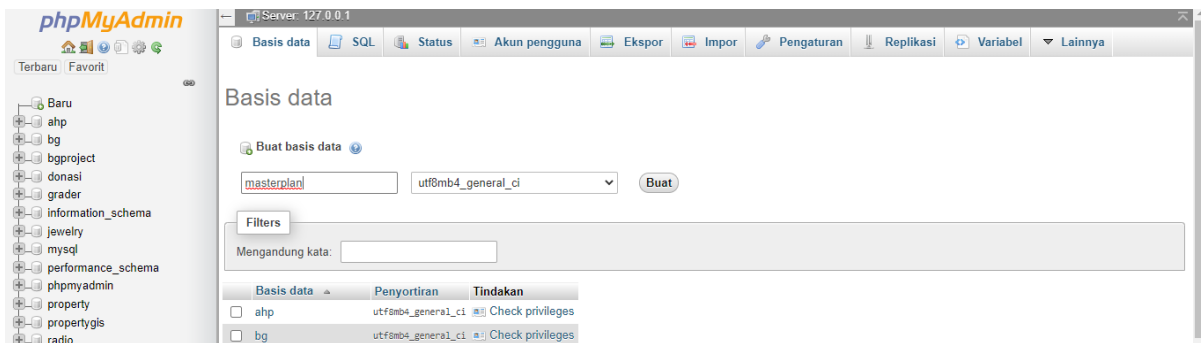 phpMyAdmin
Terbaru Favorit
Baru
ahp
bg
bgproject
donasi
grader
information_schema
jewelry
mysql
performance_schema
phpmyadmin
property
propertygis
radio
Server: 127.0.0.1
Basis data SQL Status Akun pengguna Ekspor Impor Pengaturan Replikasi Variabel Lainnya
Basis data
Buat basis data
masterplan utf8mb4_general_ci Buat
Filters
Mengandung kata:
Basis data Penyortiran Tindakan
ahp utf8mb4_general_ci Check privileges
bg utf8mb4_general_ci Check privileges